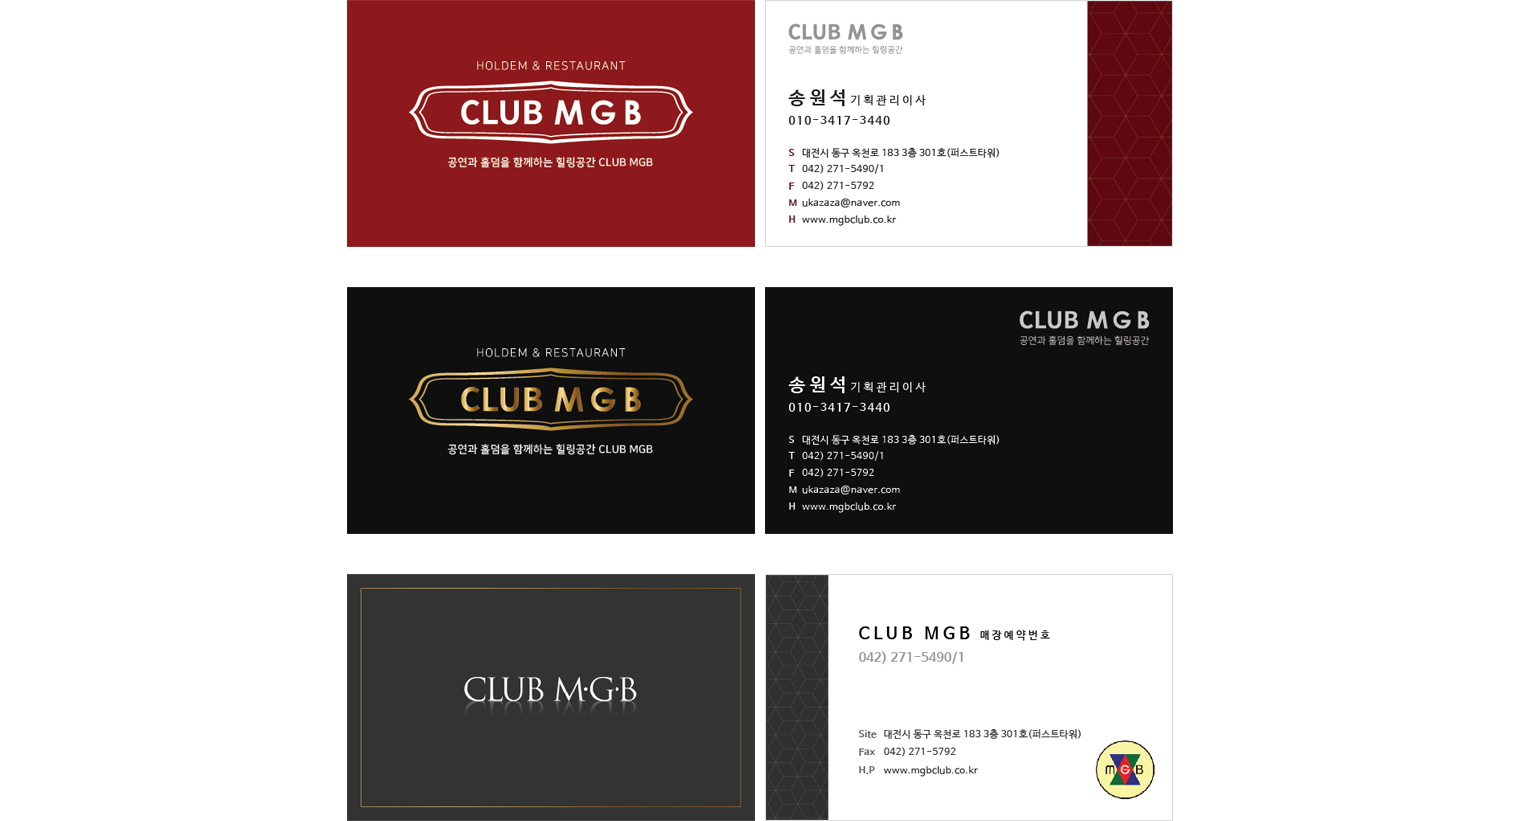 HOLDEM & RESTAURANT
CLUB MGB
공연과 홀덤을 함께하는 힐링공간 CLUB MGB
CLUB MGB
공연과 홀덤을 함께하는 힐링공간
송원석 기획관리이사
010-3417-3440
S 대전시 동구 옥천로 183 3층 301호(퍼스트타워)
T 042) 271-5490/1
F 042) 271-5792
M ukazaza@naver.com
H www.mgbclub.co.kr
HOLDEM & RESTAURANT
CLUB MGB
공연과 홀덤을 함께하는 힐링공간 CLUB MGB
CLUB MGB
공연과 홀덤을 함께하는 힐링공간
송원석 기획관리이사
010-3417-3440
S 대전시 동구 옥천로 183 3층 301호(퍼스트타워)
T 042) 271-5490/1
F 042) 271-5792
M ukazaza@naver.com
H www.mgbclub.co.kr
CLUB M·G·B
CLUB MGB 매장예약번호
042) 271-5490/1
Site 대전시 동구 옥천로 183 3층 301호(퍼스트타워)
Fax 042) 271-5792
H.P www.mgbclub.co.kr
mGB